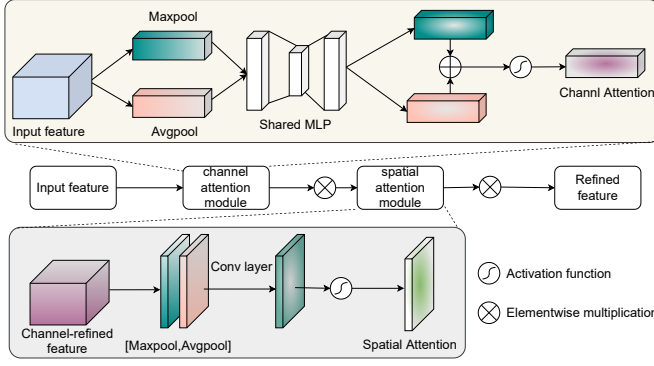 Maxpool
Input feature
Avgpool
Shared MLP
Channl Attention
Input feature
channel
attention
module
spatial
attention
module
Refined
feature
Channel-refined
feature
[Maxpool,Avgpool]
Conv layer
Spatial Attention
Activation function
Elementwise multiplication